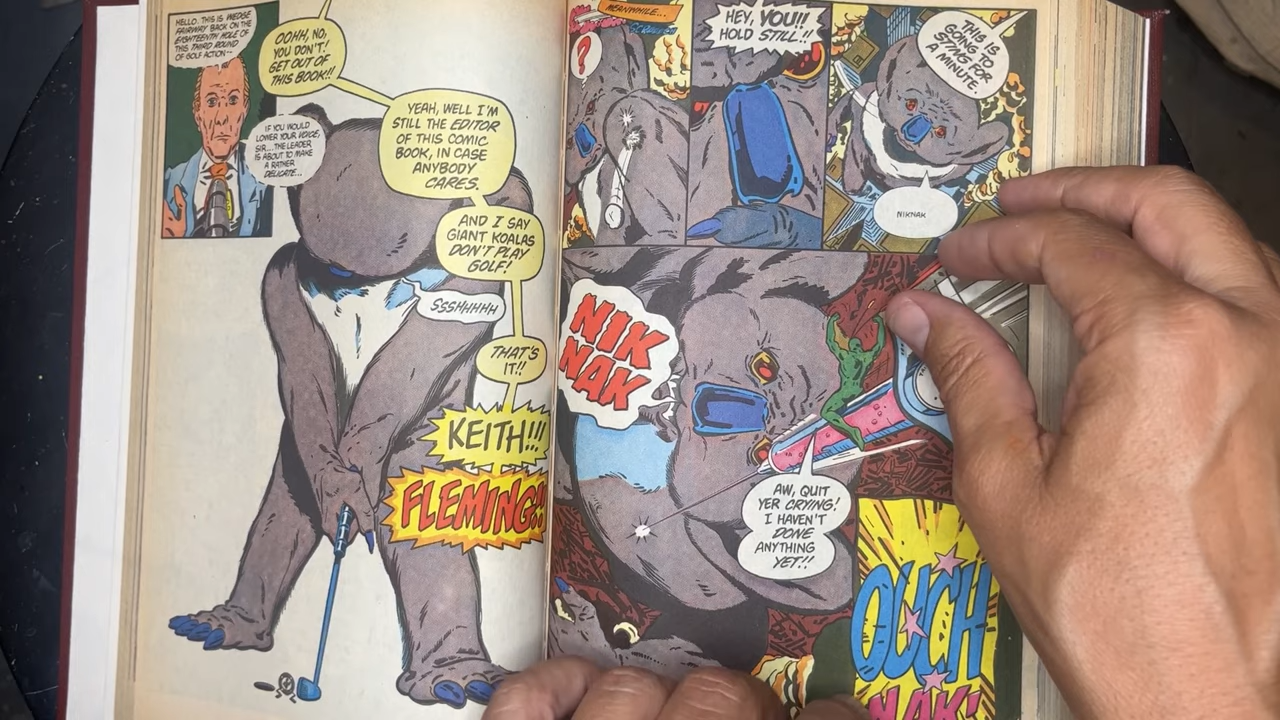 HELLO. THIS IS WEDGE
FAIRWAY BACK ON THE
EIGHTEENTH HOLE OF
THIS THIRD ROUND
OF GOLF ACTION--
IF YOU WOULD
LOWER YOUR VOICE,
SIR...THE LEADER
IS ABOUT TO MAKE
A RATHER
DELICATE...
OOHH, NO,
YOU DON'T!
GET OUT OF
THIS BOOK!!
YEAH, WELL I'M
STILL THE EDITOR
OF THIS COMIC
BOOK, IN CASE
ANYBODY
CARES.
AND I SAY
GIANT KOALAS
DON'T PLAY
GOLF!
SSSHHHHH
THAT'S
IT!!
KEITH!!!
FLEMING!!
MEANWHILE...
?
HEY, YOU!!
HOLD STILL!!
THIS IS
GOING TO
STING FOR
A MINUTE
NIKNAK
NIK
NAK
AW, QUIT
YER CRYING!
I HAVEN'T
DONE
ANYTHING
YET!!
OUCH
NAK!